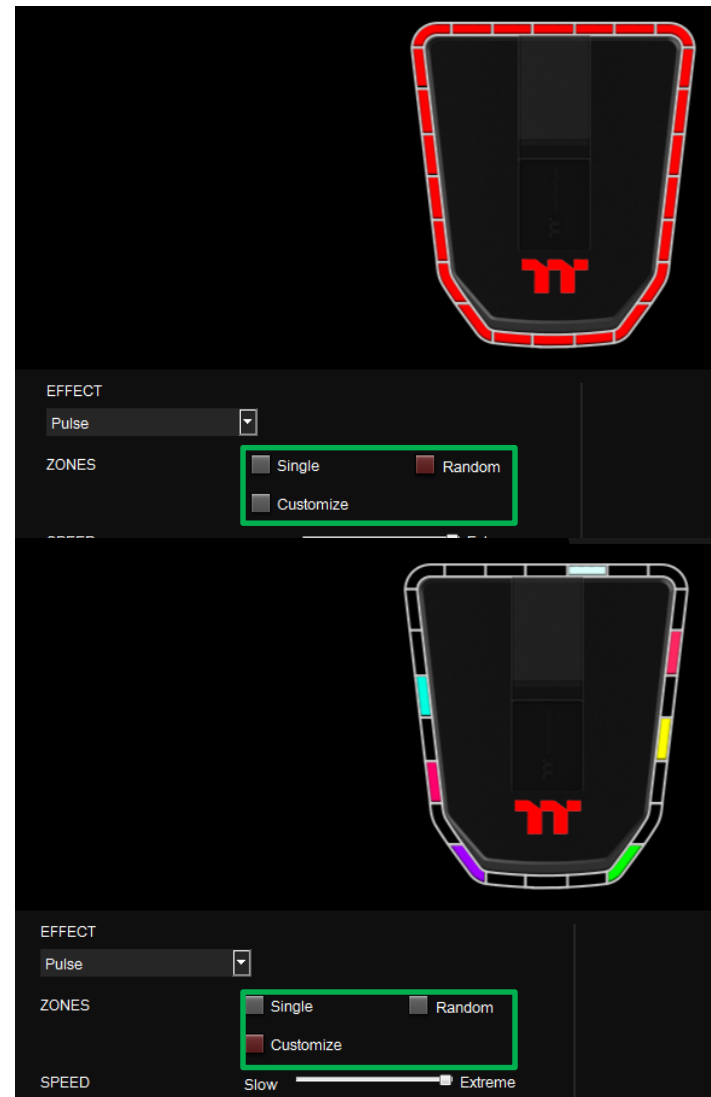 EFFECT
Pulse
ZONES
Single
Random
Customize
EFFECT
Pulse
ZONES
Single
Random
Customize
SPEED
Slow
Extreme